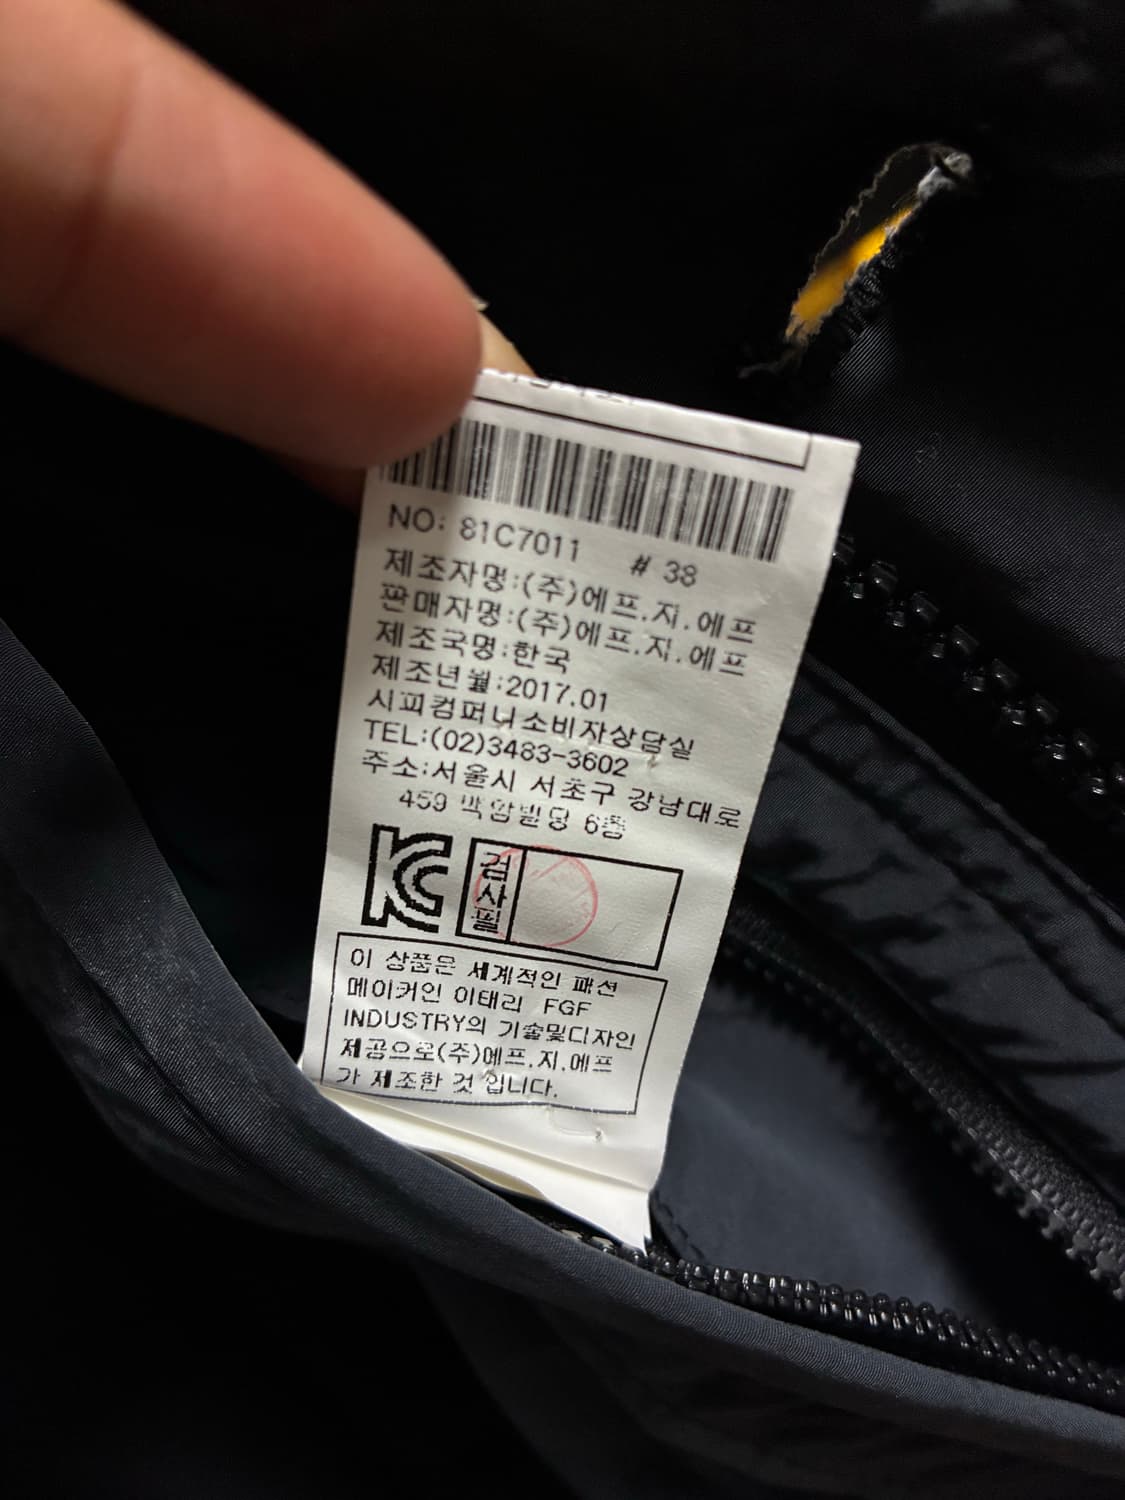 NO: 81C7011 # 38
제조자명:(주)에프.지.에프
판매자명:(주)에프.지.에프
제조국명:한국
제조년월:2017.01
시피컴퍼니소비자상담실
TEL:(02)3483-3602
주소:서울시 서초구 강남대로
459 백암빌딩 6층
KC
검사필
이 상품은 세계적인 패션
메이커인 이태리 FGF
INDUSTRY의 기술및디자인
제공으로(주)에프.지.에프
가 제조한 것 입니다.